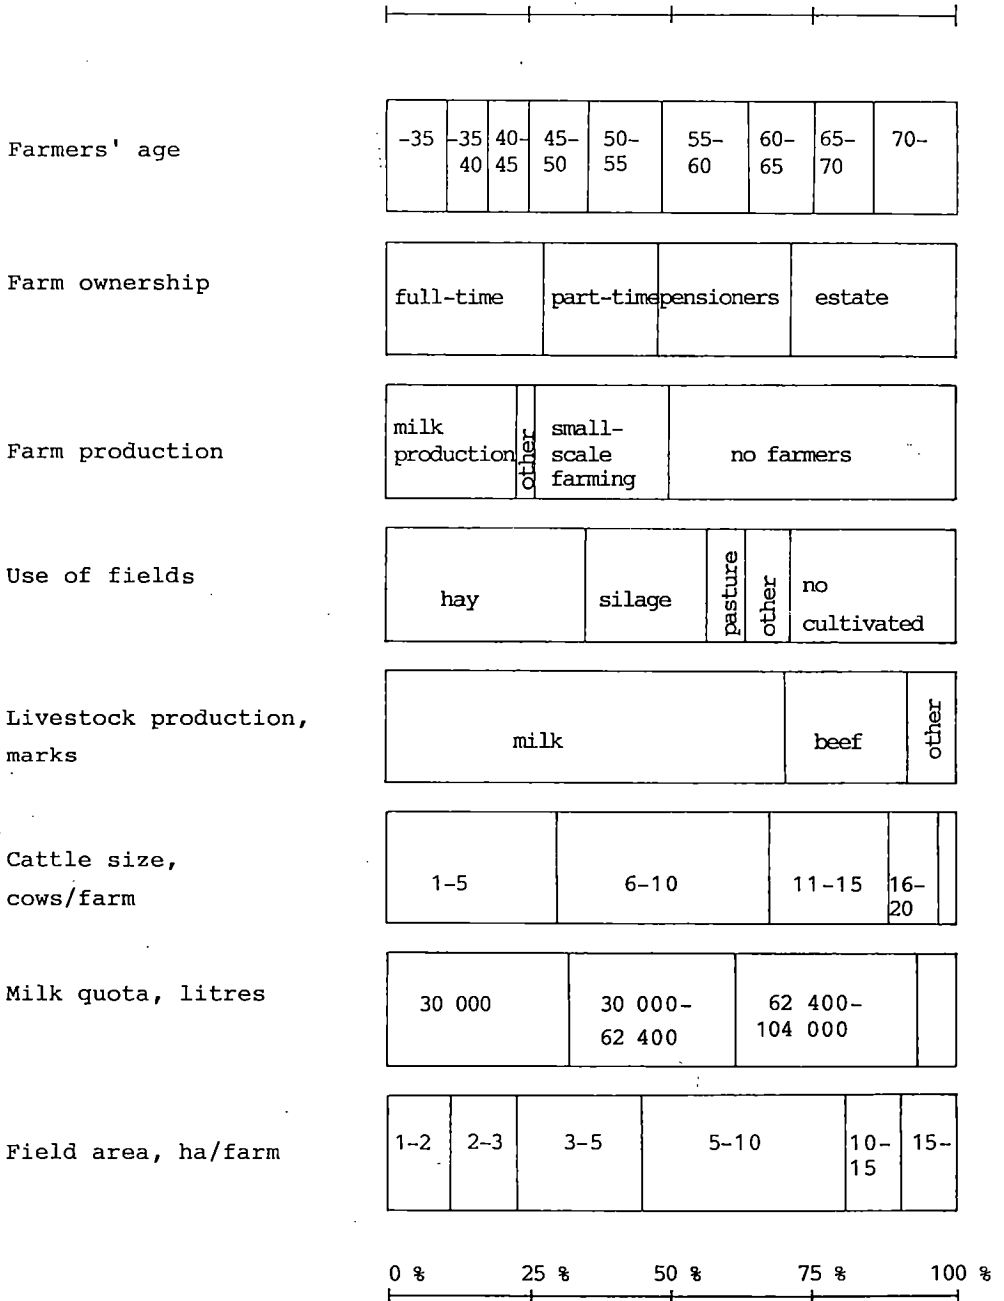 Farmers' age
-35
-35
40
40-
45
45-
50
50-
55
55-
60
60-
65
65-
70
70-
Farm ownership
full-time
part-time
pensioners
estate
Farm production
milk
production
other
small-
scale
farming
no farmers
Use of fields
hay
silage
pasture
other
no
cultivated
Livestock production,
marks
milk
beef
other
Cattle size,
cows/farm
1-5
6-10
11-15
16-
20
Milk quota, litres
30 000
30 000-
62 400
62 400-
104 000
Field area, ha/farm
1-2
2-3
3-5
5-10
10-
15
15-
0 % 25 % 50 % 75 % 100 %